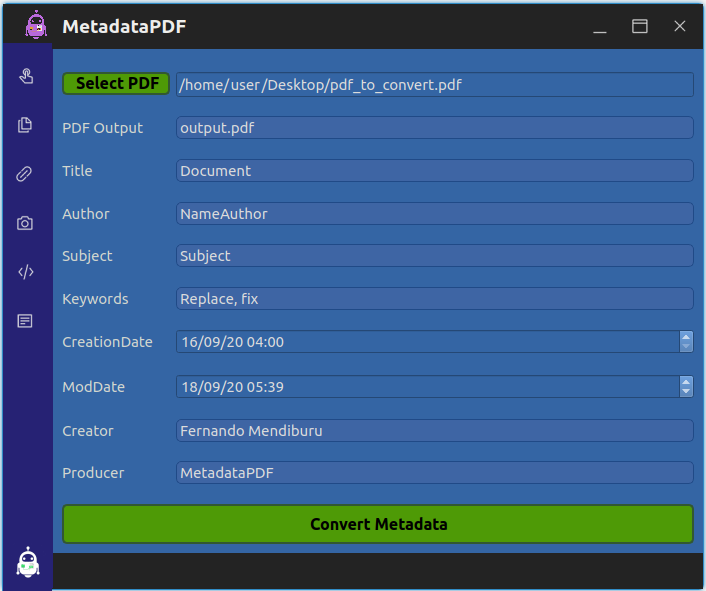 MetadataPDF
Select PDF /home/user/Desktop/pdf_to_convert.pdf
PDF Output output.pdf
Title Document
Author NameAuthor
Subject Subject
Keywords Replace, fix
CreationDate 16/09/20 04:00
ModDate 18/09/20 05:39
Creator Fernando Mendiburu
Producer MetadataPDF
Convert Metadata